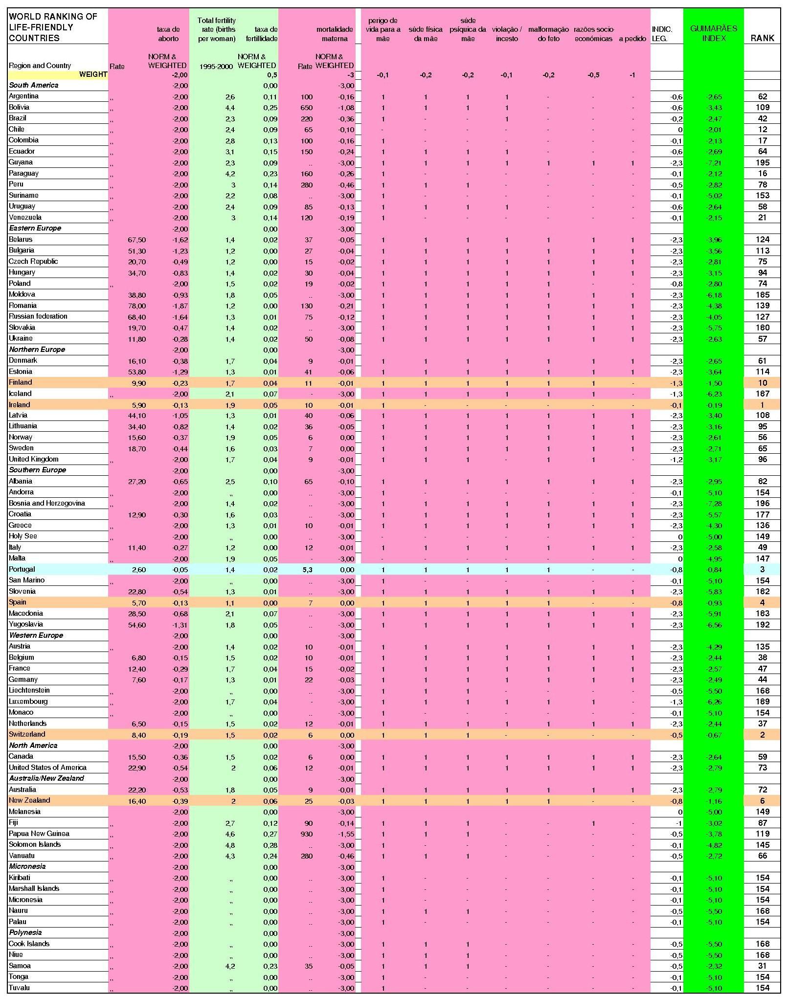 WORLD RANKING OF LIFE-FRIENDLY COUNTRIES taxa de aborto Total fertility rate (births per woman) taxa de fertillidade mortalidade materna perigo de vida para a mãe súde física da mãe súde psíquica da mãe violação / incesto malformação do feto razões socio económicas a pedido INDIC. LEG. GUIMARÃES INDEX RANK
Region and Country Rate NORM & WEIGHTED 1995-2000 NORM & WEIGHTED Rate NORM & WEIGHTED
WEIGHT -2,00 0,5 -3 -0,1 -0,2 -0,2 -0,1 -0,2 -0,5 -1
South America -2,00 0,00 -3,00
Argentina ,, -2,00 2,6 0,11 100 -0,16 1 1 1 1 - - - -0,6 -2,65 62
Bolivia ,, -2,00 4,4 0,25 650 -1,08 1 1 1 1 - - - -0,6 -3,43 109
Brazil ,, -2,00 2,3 0,09 220 -0,36 1 - - 1 - - - -0,2 -2,47 42
Chile ,, -2,00 2,4 0,09 65 -0,10 - - - - - - - 0 -2,01 12
Colombia ,, -2,00 2,8 0,13 100 -0,16 1 - - - - - - -0,1 -2,13 17
Ecuador ,, -2,00 3,1 0,15 150 -0,24 1 1 1 1 - - - -0,6 -2,69 64
Guyana ,, -2,00 2,3 0,09 .. -3,00 1 1 1 1 1 1 1 -2,3 -7,21 195
Paraguay ,, -2,00 4,2 0,23 160 -0,26 1 - - - - - - -0,1 -2,12 16
Peru ,, -2,00 3 0,14 280 -0,46 1 1 1 - - - - -0,5 -2,82 78
Suriname ,, -2,00 2,2 0,08 .. -3,00 1 - - - - - - -0,1 -5,02 153
Uruguay ,, -2,00 2,4 0,09 85 -0,13 1 1 1 1 - - - -0,6 -2,64 58
Venezuela ,, -2,00 3 0,14 120 -0,19 1 - - - - - - -0,1 -2,15 21
Eastern Europe -2,00 0,00 -3,00
Belarus 67,50 -1,62 1,4 0,02 37 -0,05 1 1 1 1 1 1 1 -2,3 -3,96 124
Bulgaria 51,30 -1,23 1,2 0,00 27 -0,04 1 1 1 1 1 1 1 -2,3 -3,56 113
Czech Republic 20,70 -0,49 1,2 0,00 15 -0,02 1 1 1 1 1 1 1 -2,3 -2,81 75
Hungary 34,70 -0,83 1,4 0,02 30 -0,04 1 1 1 1 1 1 1 -2,3 -3,15 94
Poland ,, -2,00 1,5 0,02 19 -0,02 1 1 1 1 1 - - -0,8 -2,80 74
Moldova 38,80 -0,93 1,8 0,05 .. -3,00 1 1 1 1 1 1 1 -2,3 -6,18 185
Romania 78,00 -1,87 1,2 0,00 130 -0,21 1 1 1 1 1 1 1 -2,3 -4,38 139
Russian federation 68,40 -1,64 1,3 0,01 75 -0,12 1 1 1 1 1 1 1 -2,3 -4,05 127
Slovakia 19,70 -0,47 1,4 0,02 .. -3,00 1 1 1 1 1 1 1 -2,3 -5,75 180
Ukraine 11,80 -0,28 1,4 0,02 50 -0,08 1 1 1 1 1 1 1 -2,3 -2,63 57
Northern Europe -2,00 0,00 -3,00
Denmark 16,10 -0,38 1,7 0,04 9 -0,01 1 1 1 1 1 1 1 -2,3 -2,65 61
Estonia 53,80 -1,29 1,3 0,01 41 -0,06 1 1 1 1 1 1 1 -2,3 -3,64 114
Finland 9,90 -0,23 1,7 0,04 11 -0,01 1 1 1 1 1 1 - -1,3 -1,50 10
Iceland ,, -2,00 2,1 0,07 - -3,00 1 1 1 1 1 1 - -1,3 -6,23 187
Ireland 5,90 -0,13 1,9 0,05 10 -0,01 1 - - - - - - -0,1 -0,19 1
Latvia 44,10 -1,05 1,3 0,01 40 -0,06 1 1 1 1 1 1 1 -2,3 -3,40 108
Lithuania 34,40 -0,82 1,4 0,02 36 -0,05 1 1 1 1 1 1 1 -2,3 -3,16 95
Norway 15,60 -0,37 1,9 0,05 6 0,00 1 1 1 1 1 1 1 -2,3 -2,61 56
Sweden 18,70 -0,44 1,6 0,03 7 0,00 1 1 1 1 1 1 1 -2,3 -2,71 65
United Kingdom ,, -2,00 1,7 0,04 9 -0,01 1 1 1 - 1 1 - -1,2 -3,17 96
Southern Europe -2,00 0,00 -3,00
Albania 27,20 -0,65 2,5 0,10 65 -0,10 1 1 1 1 1 1 1 -2,3 -2,95 82
Andorra ,, -2,00 ,, 0,00 .. -3,00 1 - - - - - - -0,1 -5,10 154
Bosnia and Herzegovina ,, -2,00 1,4 0,02 .. -3,00 1 1 1 1 1 1 1 -2,3 -7,28 196
Croatia 12,90 -0,30 1,6 0,03 .. -3,00 1 1 1 1 1 1 1 -2,3 -5,57 177
Greece ,, -2,00 1,3 0,01 10 -0,01 1 1 1 1 1 1 1 -2,3 -4,30 136
Holy See ,, -2,00 ,, 0,00 .. -3,00 - - - - - - - 0 -5,00 149
Italy 11,40 -0,27 1,2 0,00 12 -0,01 1 1 1 1 1 1 1 -2,3 -2,58 49
Malta ,, -2,00 1,9 0,05 - -3,00 - - - - - - - 0 -4,95 147
Portugal 2,60 -0,05 1,4 0,02 5,3 0,00 1 1 1 1 1 - - -0,8 -0,84 3
San Marino ,, -2,00 ,, 0,00 .. -3,00 1 - - - - - - -0,1 -5,10 154
Slovenia 22,80 -0,54 1,3 0,01 .. -3,00 1 1 1 1 1 1 1 -2,3 -5,83 182
Spain 5,70 -0,13 1,1 0,00 7 0,00 1 1 1 1 1 - - -0,8 -0,93 4
Macedonia 28,50 -0,68 2,1 0,07 .. -3,00 1 1 1 1 1 1 1 -2,3 -5,91 183
Yugoslavia 54,60 -1,31 1,8 0,05 .. -3,00 1 1 1 1 1 1 1 -2,3 -6,56 192
Western Europe -2,00 0,00 -3,00
Austria ,, -2,00 1,4 0,02 10 -0,01 1 1 1 1 1 1 1 -2,3 -4,29 135
Belgium 6,80 -0,15 1,5 0,02 10 -0,01 1 1 1 1 1 1 1 -2,3 -2,44 38
France 12,40 -0,29 1,7 0,04 15 -0,02 1 1 1 1 1 1 1 -2,3 -2,57 47
Germany 7,60 -0,17 1,3 0,01 22 -0,03 1 1 1 1 1 1 1 -2,3 -2,49 44
Liechtenstein ,, -2,00 ,, 0,00 .. -3,00 1 1 1 - - - - -0,5 -5,50 168
Luxembourg ,, -2,00 1,7 0,04 - -3,00 1 1 1 1 1 1 - -1,3 -6,26 189
Monaco ,, -2,00 ,, 0,00 .. -3,00 1 - - - - - - -0,1 -5,10 154
Netherlands 6,50 -0,15 1,5 0,02 12 -0,01 1 1 1 1 1 1 1 -2,3 -2,44 37
Switzerland 8,40 -0,19 1,5 0,02 6 0,00 1 1 1 - - - - -0,5 -0,67 2
North America -2,00 0,00 -3,00
Canada 15,50 -0,36 1,5 0,02 6 0,00 1 1 1 1 1 1 1 -2,3 -2,64 59
United States of America 22,90 -0,54 2 0,06 12 -0,01 1 1 1 1 1 1 1 -2,3 -2,79 73
Australia/New Zealand -2,00 0,00 -3,00
Australia 22,20 -0,53 1,8 0,05 9 -0,01 1 1 1 1 1 1 1 -2,3 -2,79 72
New Zealand 16,40 -0,39 2 0,06 25 -0,03 1 1 1 1 1 - - -0,8 -1,16 6
Melanesia -2,00 0,00 -3,00 0 -5,00 149
Fiji ,, -2,00 2,7 0,12 90 -0,14 1 1 1 - - 1 - -1 -3,02 87
Papua New Guinea ,, -2,00 4,6 0,27 930 -1,55 1 1 1 - - - - -0,5 -3,78 119
Solomon Islands ,, -2,00 4,8 0,28 .. -3,00 1 - - - - - - -0,1 -4,82 145
Vanuatu ,, -2,00 4,3 0,24 280 -0,46 1 1 1 - - - - -0,5 -2,72 66
Micronesia -2,00 0,00 -3,00
Kiribati ,, -2,00 ,, 0,00 .. -3,00 1 - - - - - - -0,1 -5,10 154
Marshall Islands ,, -2,00 ,, 0,00 .. -3,00 1 - - - - - - -0,1 -5,10 154
Micronesia ,, -2,00 ,, 0,00 .. -3,00 1 - - - - - - -0,1 -5,10 154
Nauru ,, -2,00 ,, 0,00 .. -3,00 1 1 1 - - - - -0,5 -5,50 168
Palau ,, -2,00 ,, 0,00 .. -3,00 1 - - - - - - -0,1 -5,10 154
Polynesia -2,00 0,00 -3,00
Cook Islands ,, -2,00 ,, 0,00 .. -3,00 1 1 1 - - - - -0,5 -5,50 168
Niue ,, -2,00 ,, 0,00 .. -3,00 1 1 1 - - - - -0,5 -5,50 168
Samoa ,, -2,00 4,2 0,23 35 -0,05 1 1 1 - - - - -0,5 -2,32 31
Tonga ,, -2,00 ,, 0,00 .. -3,00 1 - - - - - - -0,1 -5,10 154
Tuvalu ,, -2,00 ,, 0,00 .. -3,00 1 - - - - - - -0,1 -5,10 154